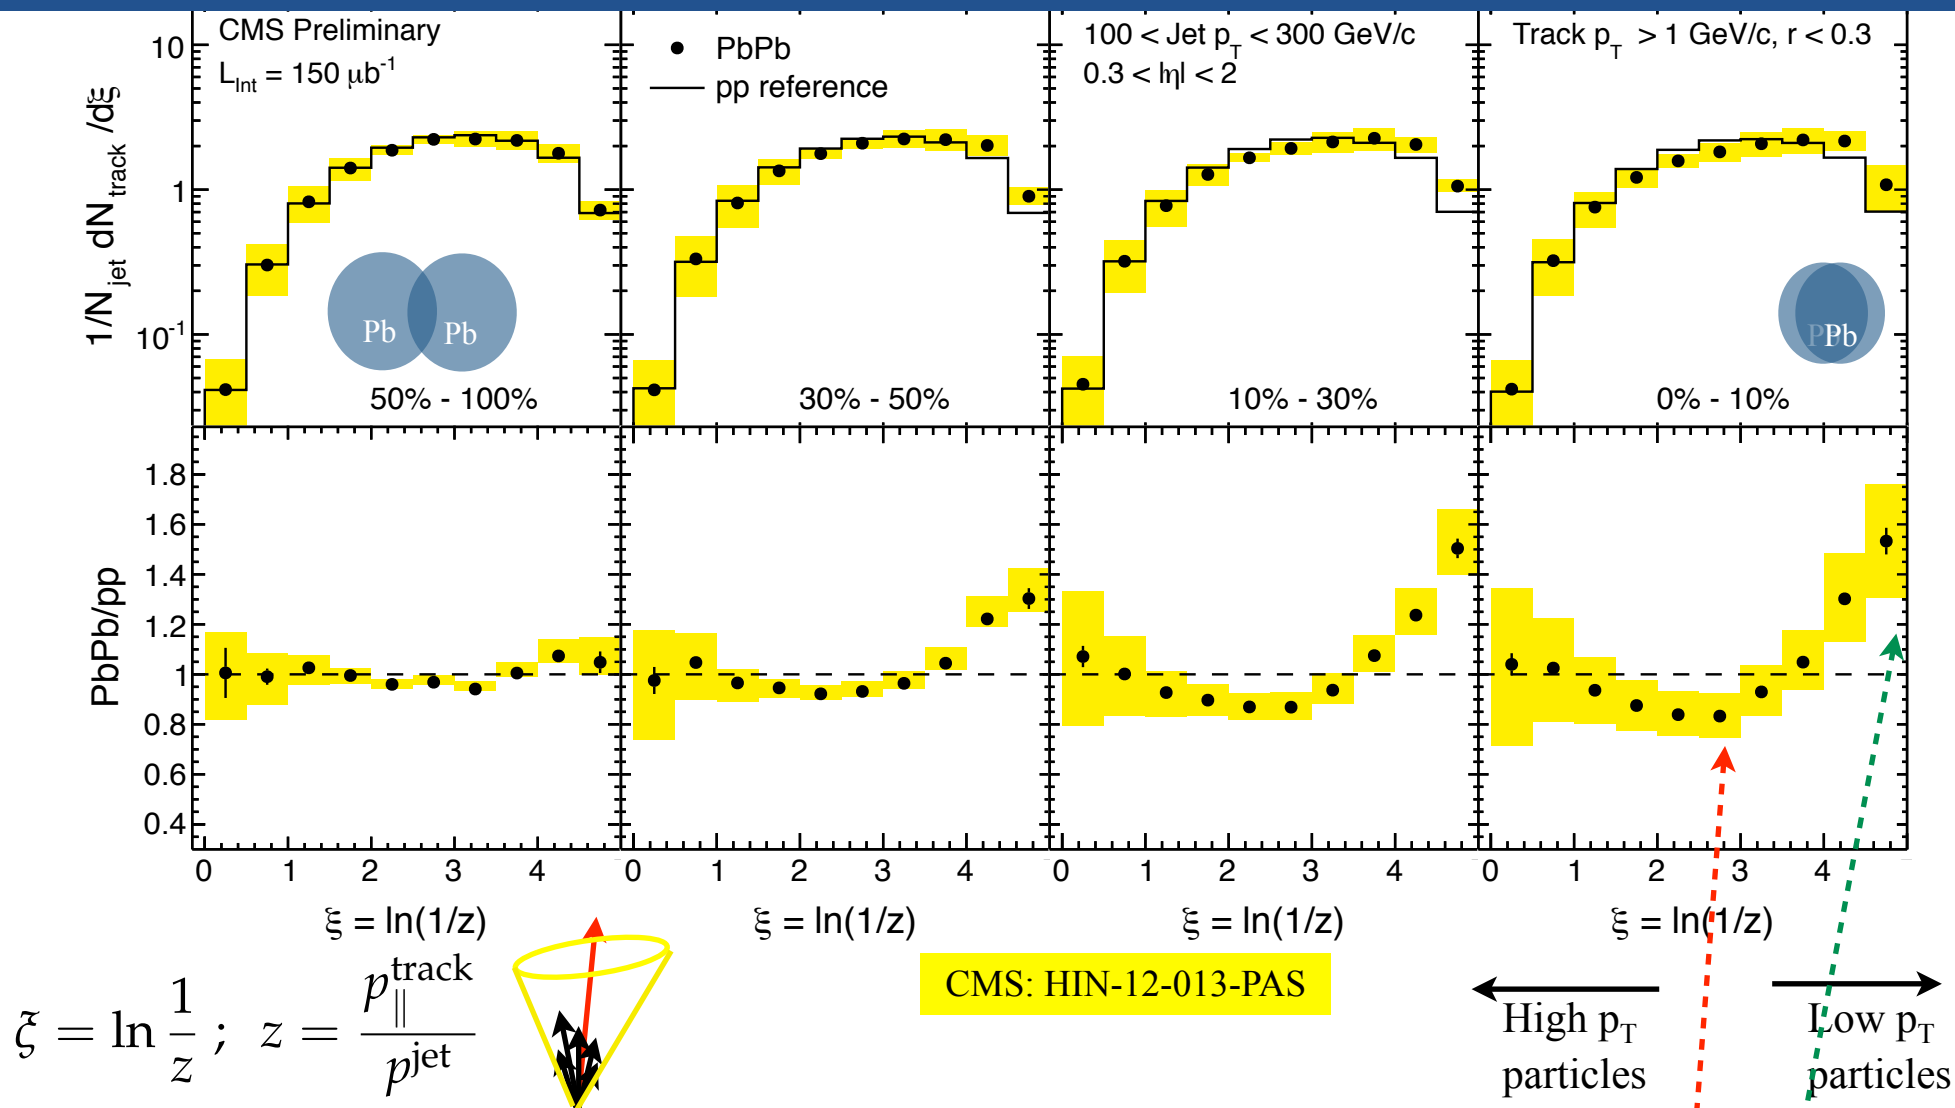 CMS Preliminary
L_Int = 150 μb^-1
PbPb
pp reference
100 < Jet p_T < 300 GeV/c
0.3 < |η| < 2
Track p_T > 1 GeV/c, r < 0.3
1/N_jet dN_track /dξ
10
1
10^-1
Pb Pb
Pb
50% - 100%
30% - 50%
10% - 30%
0% - 10%
PbPb/pp
1.8
1.6
1.4
1.2
1
0.8
0.6
0.4
0 1 2 3 4 0 1 2 3 4 0 1 2 3 4 0 1 2 3 4
ξ = ln(1/z) ξ = ln(1/z) ξ = ln(1/z) ξ = ln(1/z)
ξ = ln 1/z ; z = p_||^track / p^jet
CMS: HIN-12-013-PAS
High p_T
particles
Low p_T
particles